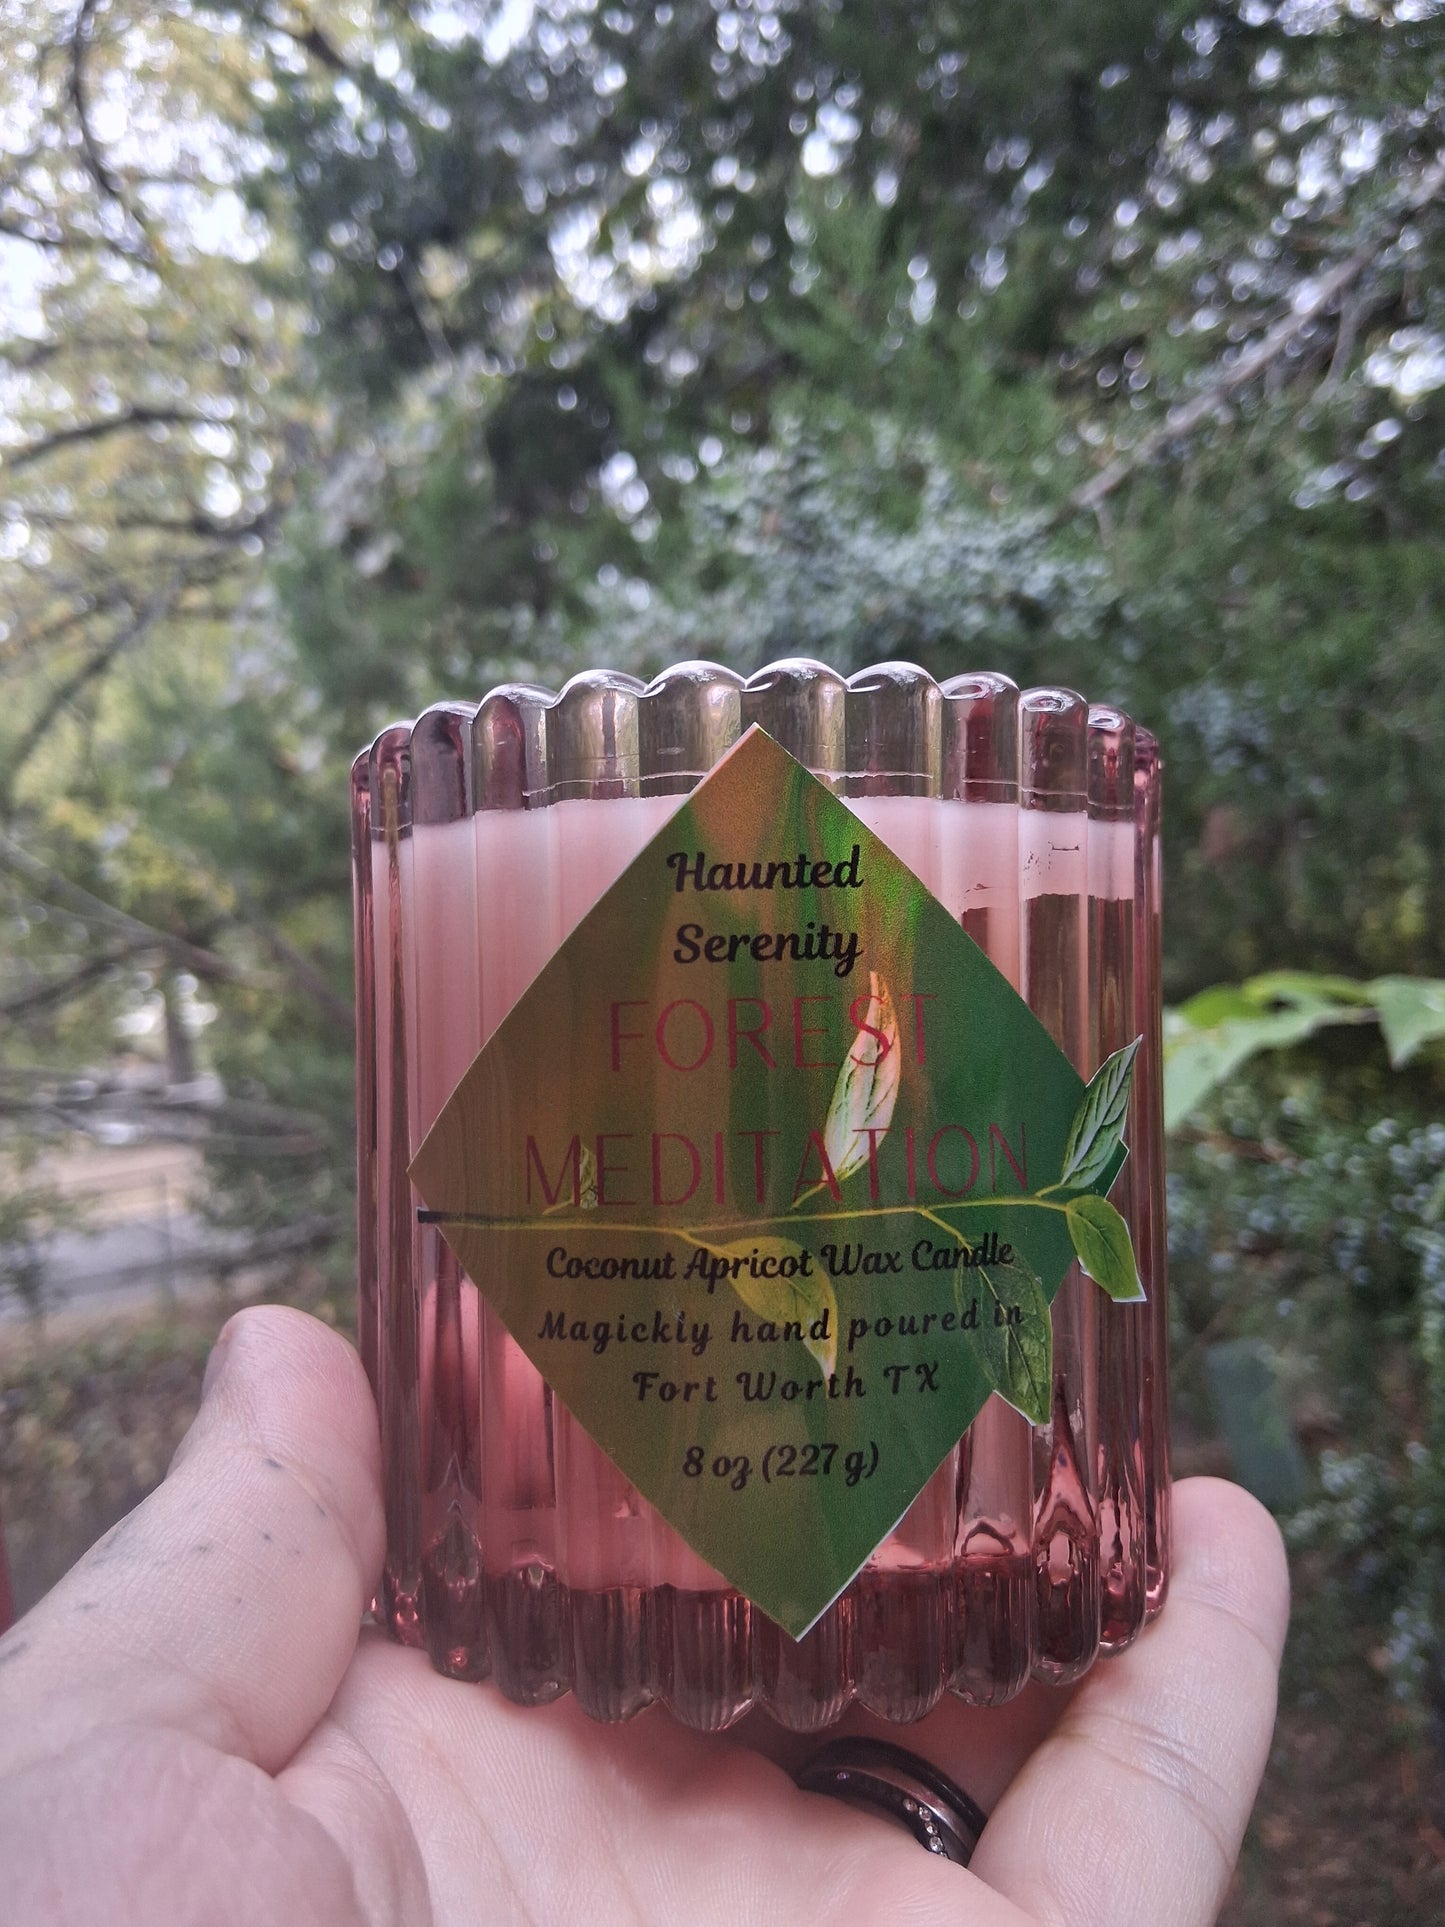 Haunted
Serenity
FOREST
MEDITATION
Coconut Apricot Wax Candle
Magickly hand poured in
Fort Worth TX
8 oz (227 g)